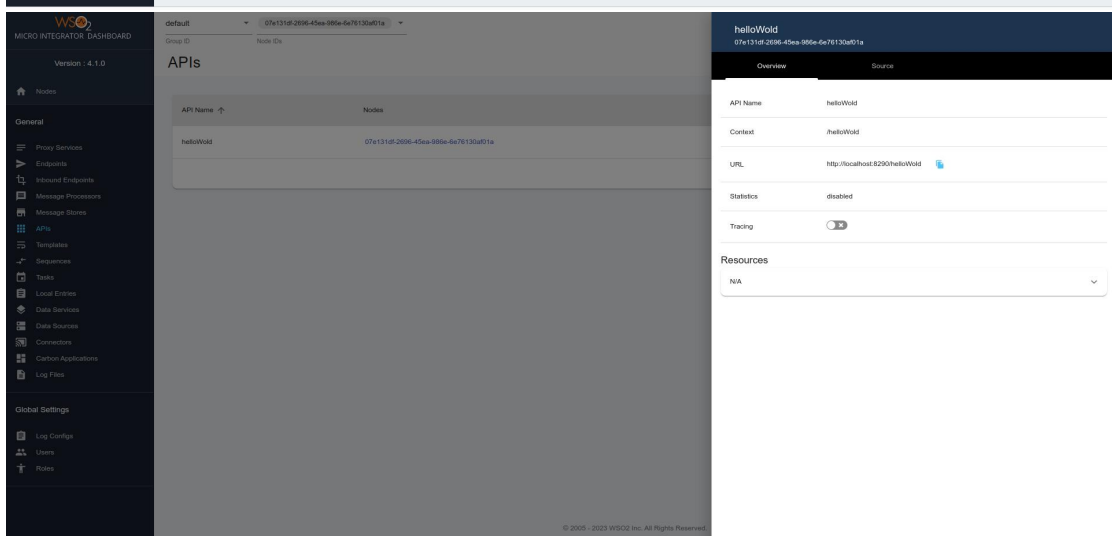 WSO2
MICRO INTEGRATOR DASHBOARD
Version : 4.1.0
Nodes
General
Proxy Services
Endpoints
Inbound Endpoints
Message Processors
Message Stores
APIs
Templates
Sequences
Tasks
Local Entries
Data Services
Data Sources
Connectors
Carbon Applications
Log Files
Global Settings
Log Configs
Users
Roles
default
07e131df-2696-45ea-986e-6e76130af01a
Group ID
Node IDs
APIs
API Name
Nodes
helloWold
07e131df-2696-45ea-986e-6e76130af01a
© 2005 - 2023 WSO2 Inc. All Rights Reserved.
helloWold
07e131df-2696-45ea-986e-6e76130af01a
Overview
Source
API Name
helloWold
Context
/helloWold
URL
http://localhost:8290/helloWold
Statistics
disabled
Tracing
Resources
N/A